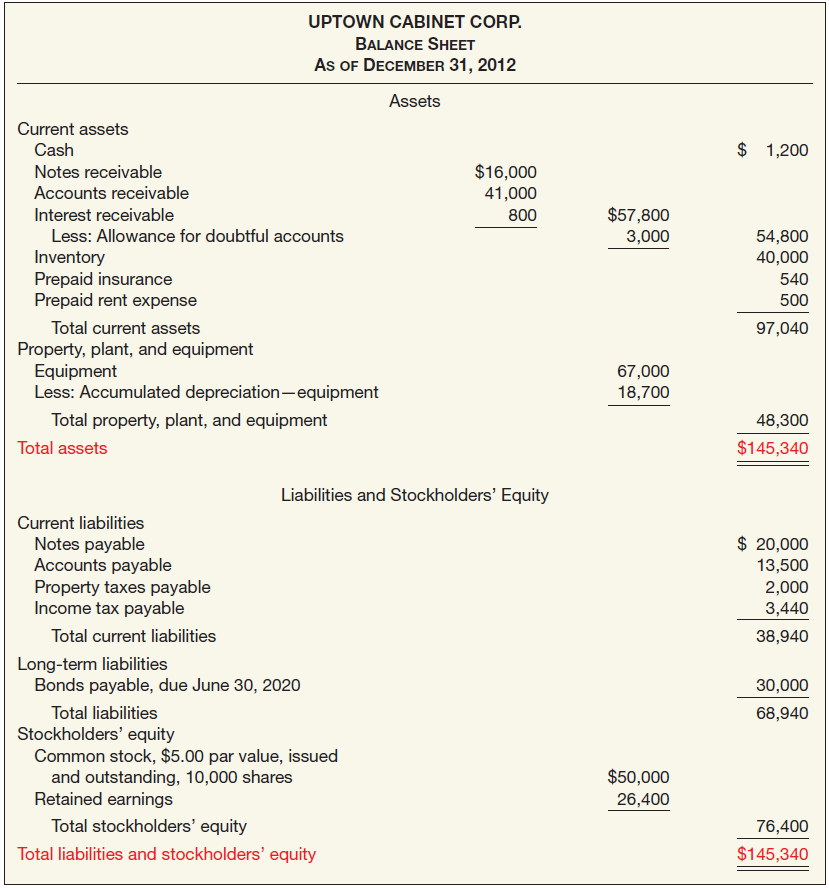 UPTOWN CABINET CORP.
BALANCE SHEET
AS OF DECEMBER 31, 2012
Assets
Current assets
Cash $ 1,200
Notes receivable $16,000
Accounts receivable 41,000
Interest receivable 800 $57,800
Less: Allowance for doubtful accounts 3,000 54,800
Inventory 40,000
Prepaid insurance 540
Prepaid rent expense 500
Total current assets 97,040
Property, plant, and equipment
Equipment 67,000
Less: Accumulated depreciation—equipment 18,700
Total property, plant, and equipment 48,300
Total assets $145,340
Liabilities and Stockholders’ Equity
Current liabilities
Notes payable $ 20,000
Accounts payable 13,500
Property taxes payable 2,000
Income tax payable 3,440
Total current liabilities 38,940
Long-term liabilities
Bonds payable, due June 30, 2020 30,000
Total liabilities 68,940
Stockholders’ equity
Common stock, $5.00 par value, issued
and outstanding, 10,000 shares $50,000
Retained earnings 26,400
Total stockholders’ equity 76,400
Total liabilities and stockholders’ equity $145,340